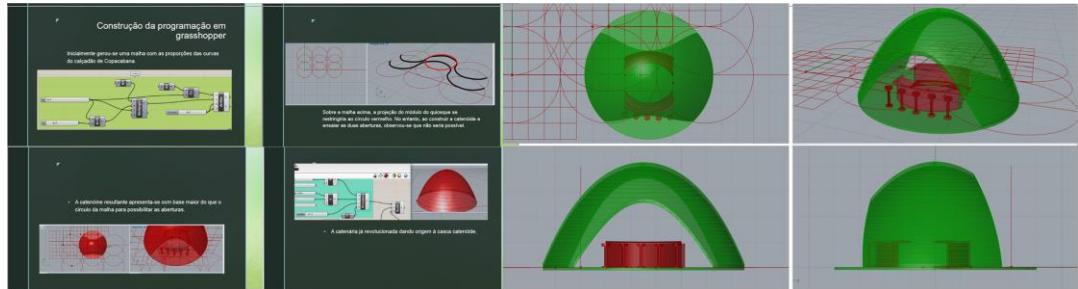 Construção da programação em
grasshopper
Inicialmente gerou-se uma malha com as proporções das curvas
do calçadão de Copacabana.
Sobre a malha acima, a projeção do módulo do quiosque se
restringiria ao círculo vermelho. No entanto, ao construir a catenóide e
ensaiar as duas aberturas, observou-se que não seria possível.
• A catenóine resultante apresenta-se com base maior do que o
círculo da malha para possibilitar as aberturas.
• A catenária já revolucionada dando origem à casca catenóide.